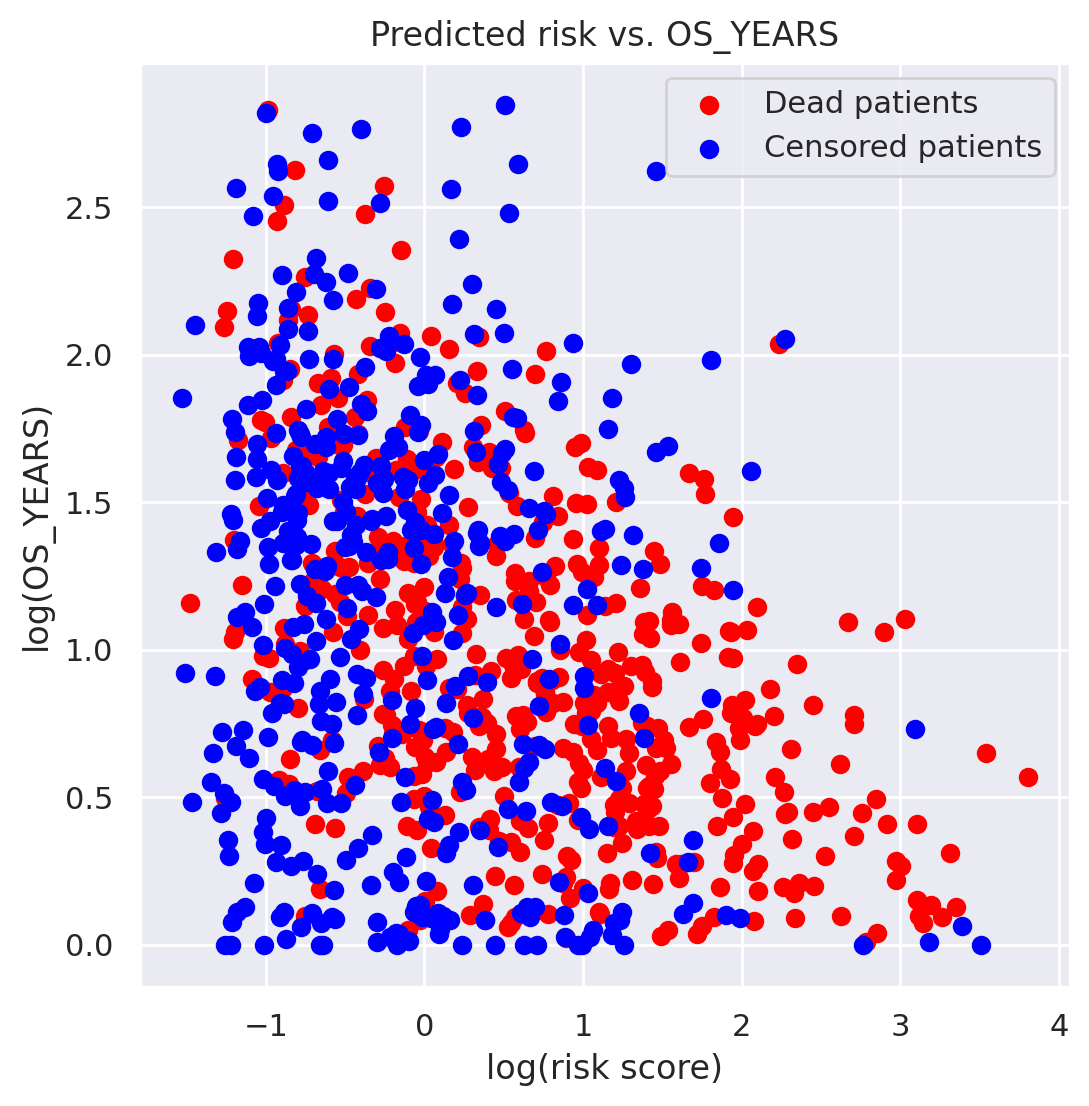 Predicted risk vs. OS_YEARS
Dead patients
Censored patients
log(OS_YEARS)
2.5
2.0
1.5
1.0
0.5
0.0
−1 0 1 2 3 4
log(risk score)